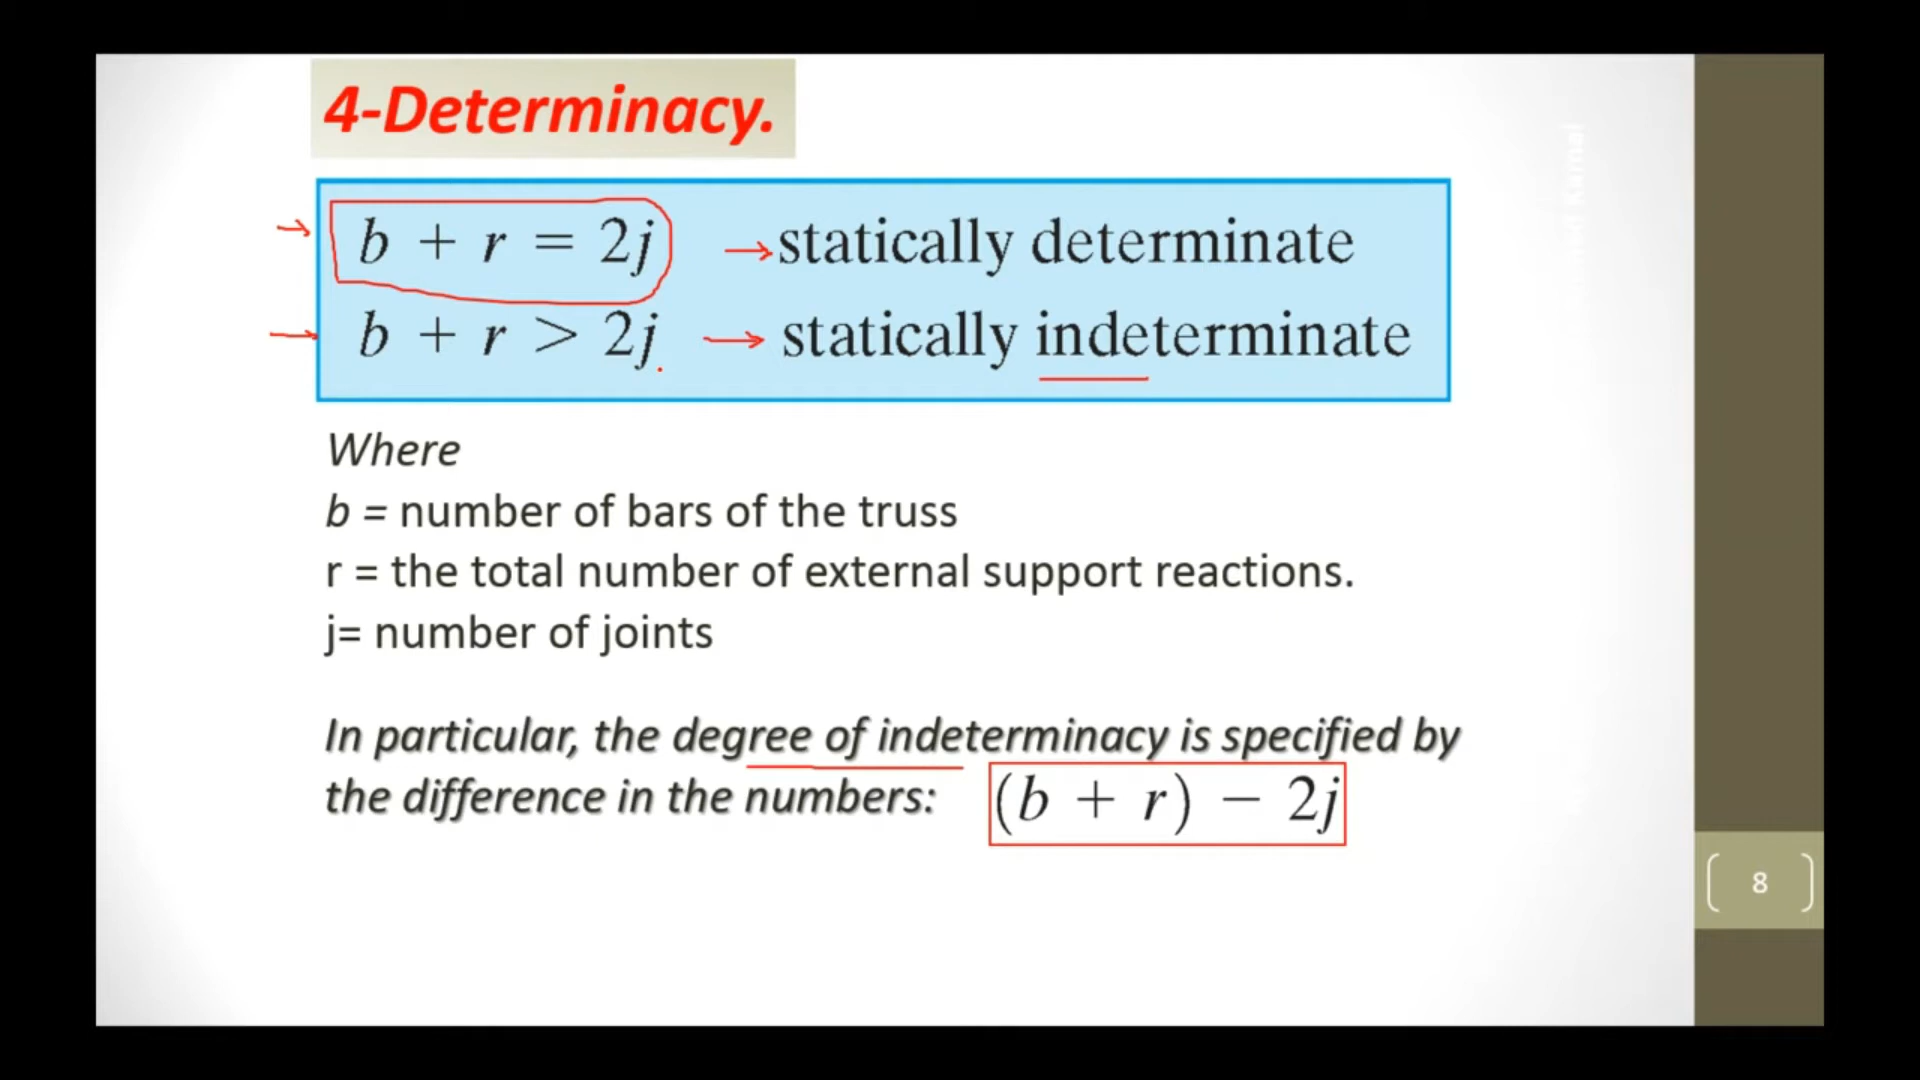 4-Determinacy.
b + r = 2j →statically determinate
b + r > 2j → statically indeterminate
Where
b = number of bars of the truss
r = the total number of external support reactions.
j= number of joints
In particular, the degree of indeterminacy is specified by
the difference in the numbers: (b + r) − 2j
8